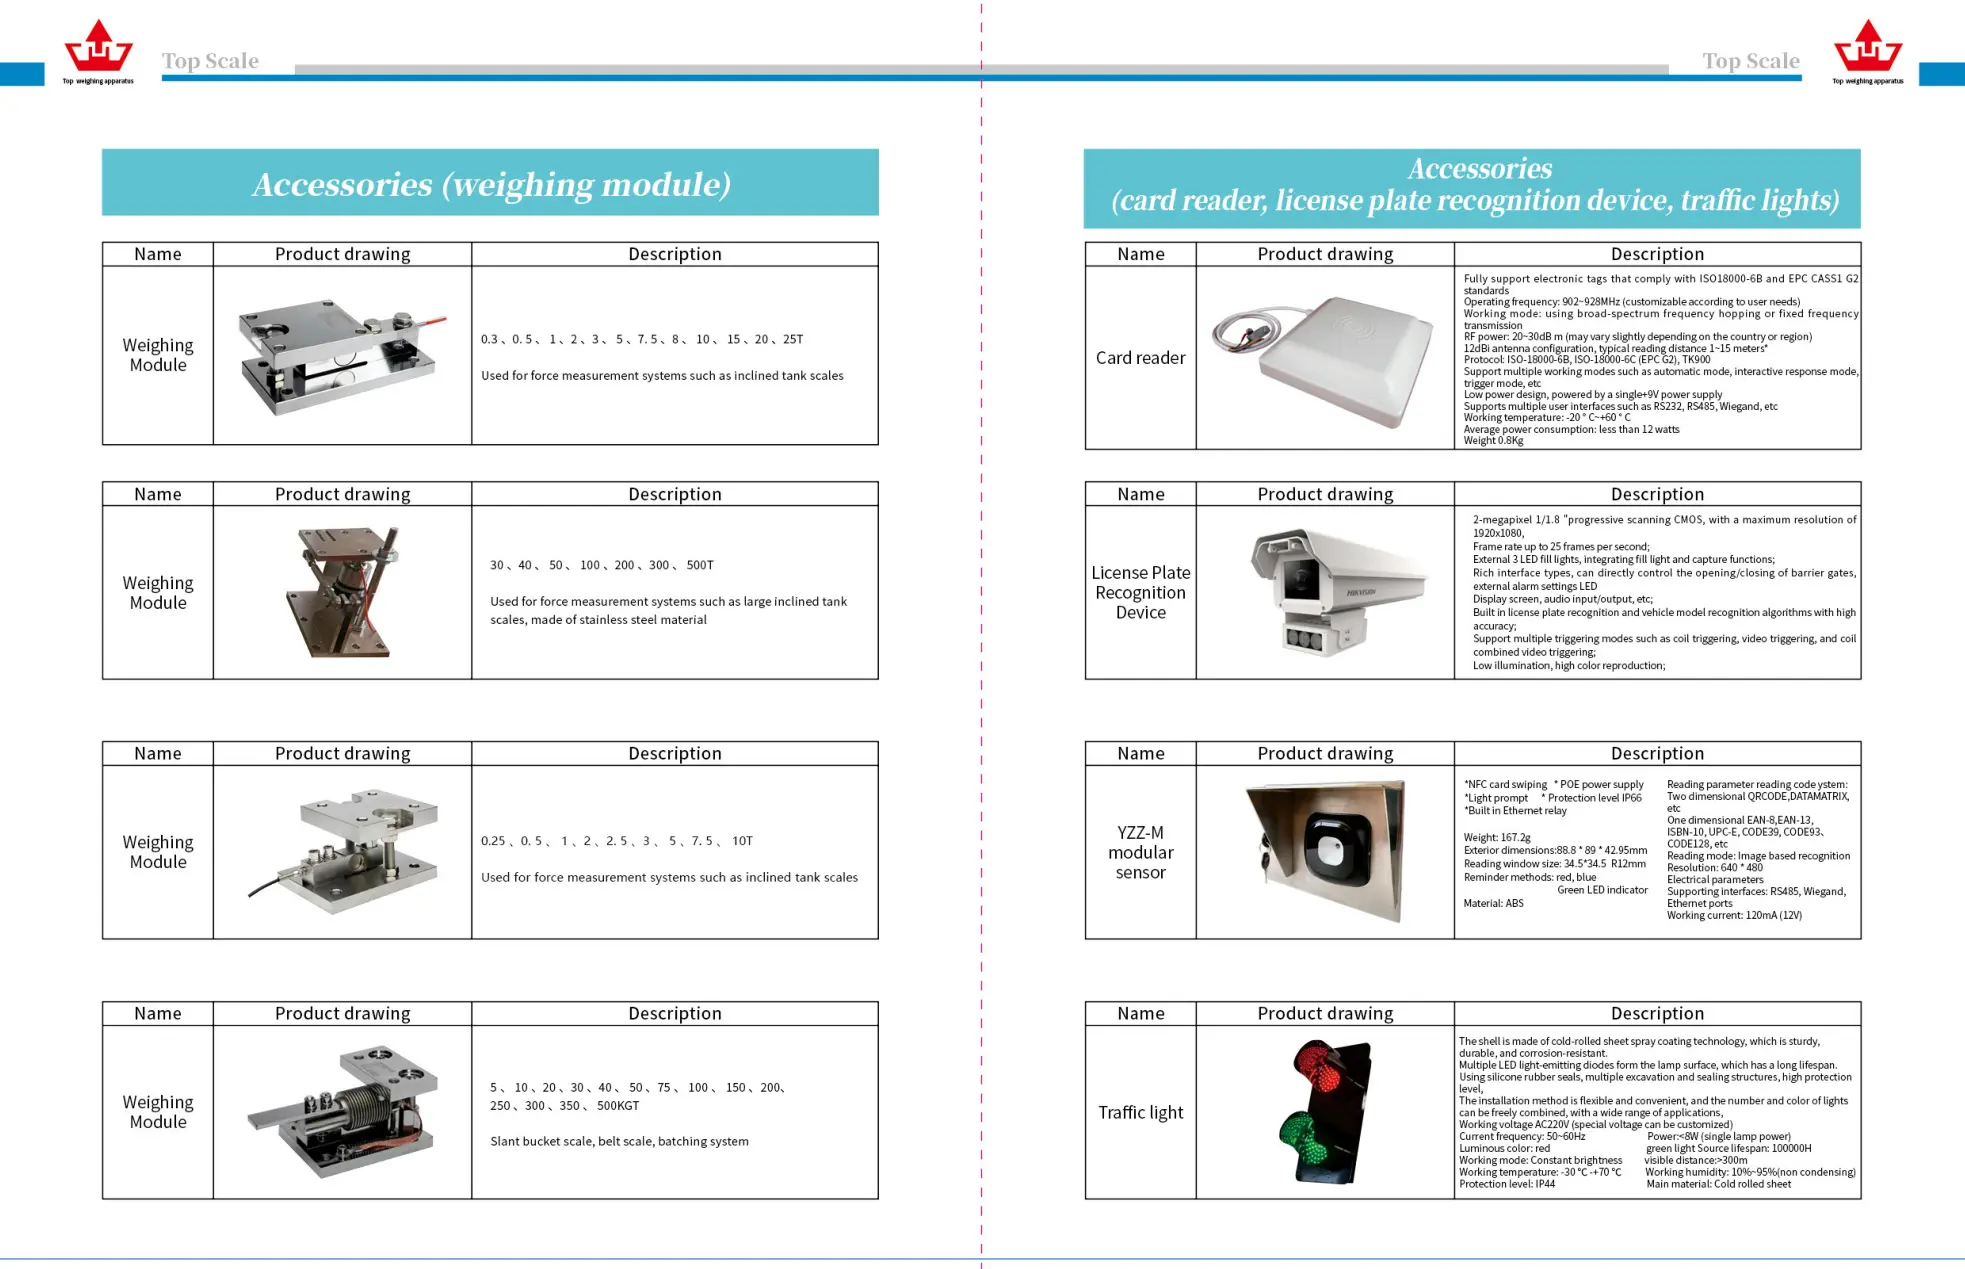 Top weighing apparatus
Top Scale
Top Scale
Top weighing apparatus
Accessories (weighing module)
Name Product drawing Description
Weighing
Module
0.3 、0. 5 、 1 、2 、3 、 5 、7. 5 、8 、 10 、 15 、20 、25T
Used for force measurement systems such as inclined tank scales
Name Product drawing Description
Weighing
Module
30 、40 、 50 、 100 、200 、300 、 500T
Used for force measurement systems such as large inclined tank
scales, made of stainless steel material
Name Product drawing Description
Weighing
Module
0.25 、0. 5 、 1 、2 、2. 5 、3 、 5 、7. 5 、 10T
Used for force measurement systems such as inclined tank scales
Name Product drawing Description
Weighing
Module
5 、 10 、20 、30 、40 、 50 、75 、 100 、 150 、200、
250 、300 、350 、 500KGT
Slant bucket scale, belt scale, batching system
Accessories
(card reader, license plate recognition device, traffic lights)
Name Product drawing Description
Card reader
Fully support electronic tags that comply with ISO18000-6B and EPC CASS1 G2
standards
Operating frequency: 902~928MHz (customizable according to user needs)
Working mode: using broad-spectrum frequency hopping or fixed frequency
transmission
RF power: 20~30dB m (may vary slightly depending on the country or region)
12dBi antenna configuration, typical reading distance 1~15 meters*
Protocol: ISO-18000-6B, ISO-18000-6C (EPC G2), TK900
Support multiple working modes such as automatic mode, interactive response mode,
trigger mode, etc
Low power design, powered by a single+9V power supply
Supports multiple user interfaces such as RS232, RS485, Wiegand, etc
Working temperature: -20 ° C~+60 ° C
Average power consumption: less than 12 watts
Weight 0.8Kg
Name Product drawing Description
License Plate
Recognition
Device
HIKVISION
2-megapixel 1/1.8 "progressive scanning CMOS, with a maximum resolution of
1920x1080,
Frame rate up to 25 frames per second;
External 3 LED fill lights, integrating fill light and capture functions;
Rich interface types, can directly control the opening/closing of barrier gates,
external alarm settings LED
Display screen, audio input/output, etc;
Built in license plate recognition and vehicle model recognition algorithms with high
accuracy;
Support multiple triggering modes such as coil triggering, video triggering, and coil
combined video triggering;
Low illumination, high color reproduction;
Name Product drawing Description
YZZ-M
modular
sensor
*NFC card swiping * POE power supply
*Light prompt * Protection level IP66
*Built in Ethernet relay
Weight: 167.2g
Exterior dimensions:88.8 * 89 * 42.95mm
Reading window size: 34.5*34.5 R12mm
Reminder methods: red, blue
Green LED indicator
Material: ABS
Reading parameter reading code ystem:
Two dimensional QRCODE,DATAMATRIX,
etc
One dimensional EAN-8,EAN-13,
ISBN-10, UPC-E, CODE39, CODE93、
CODE128, etc
Reading mode: Image based recognition
Resolution: 640 * 480
Electrical parameters
Supporting interfaces: RS485, Wiegand,
Ethernet ports
Working current: 120mA (12V)
Name Product drawing Description
Traffic light
The shell is made of cold-rolled sheet spray coating technology, which is sturdy,
durable, and corrosion-resistant.
Multiple LED light-emitting diodes form the lamp surface, which has a long lifespan.
Using silicone rubber seals, multiple excavation and sealing structures, high protection
level,
The installation method is flexible and convenient, and the number and color of lights
can be freely combined, with a wide range of applications,
Working voltage AC220V (special voltage can be customized)
Current frequency: 50~60Hz Power:<8W (single lamp power)
Luminous color: red green light Source lifespan: 100000H
Working mode: Constant brightness visible distance:>300m
Working temperature: -30 ℃ -+70 ℃ Working humidity: 10%~95%(non condensing)
Protection level: IP44 Main material: Cold rolled sheet